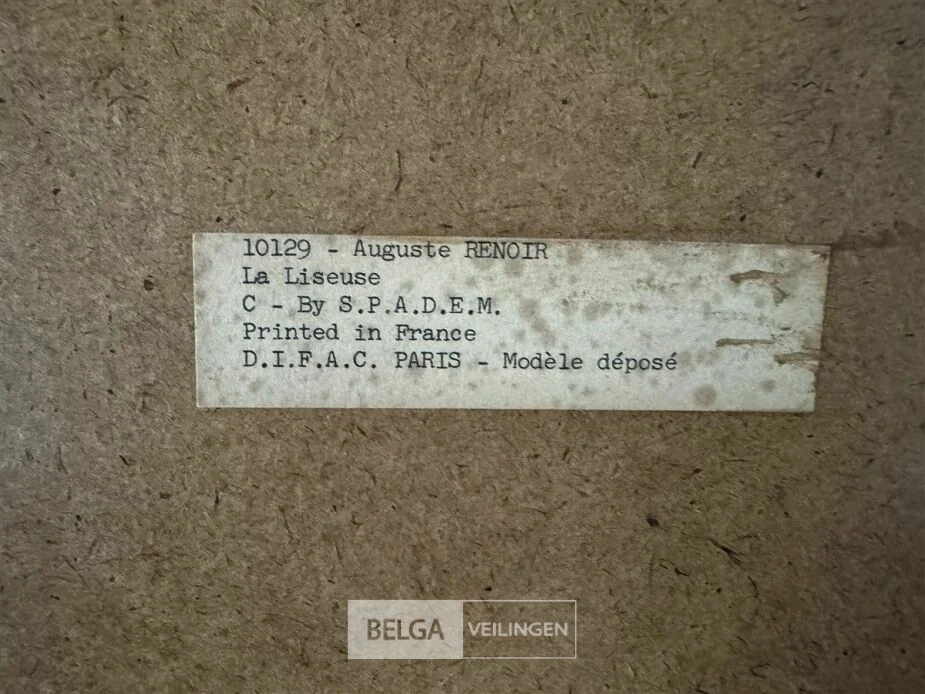 10129 - Auguste RENOIR
La Liseuse
C - By S.P.A.D.E.M.
Printed in France
D.I.F.A.C. PARIS - Modèle déposé
BELGA VEILINGEN